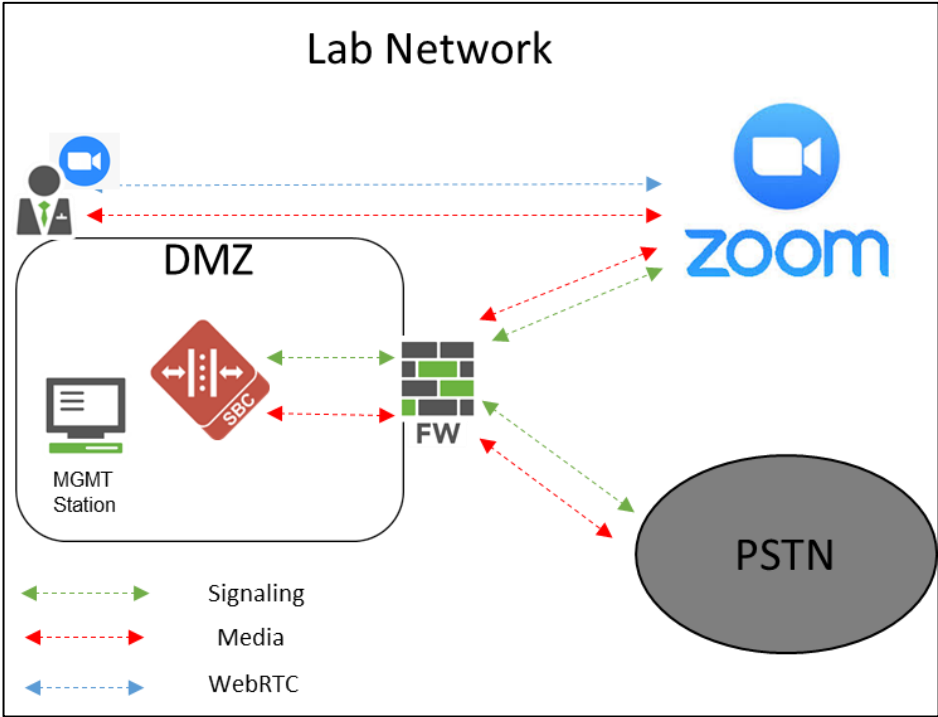 Lab Network
zoom
DMZ
SBC
FW
MGMT
Station
PSTN
Signaling
Media
WebRTC